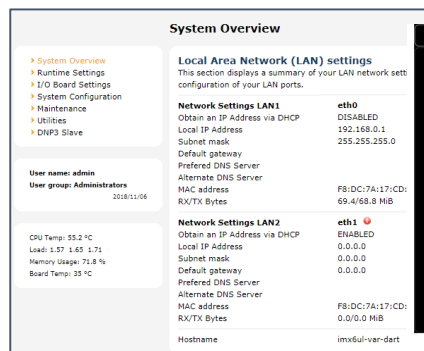 System Overview
System Overview
Runtime Settings
I/O Board Settings
System Configuration
Maintenance
Utilities
DNP3 Slave
User name: admin
User group: Administrators
2018/11/06
CPU Temp: 55.2 ºC
Load: 1.57 1.65 1.71
Memory Usage: 71.8 %
Board Temp: 35 ºC
Local Area Network (LAN) settings
This section displays a summary of your LAN network sett
configuration of your LAN ports.
Network Settings LAN1 eth0
Obtain an IP Address via DHCP DISABLED
Local IP Address 192.168.0.1
Subnet mask 255.255.255.0
Default gateway
Prefered DNS Server
Alternate DNS Server
MAC address F8:DC:7A:17:CD:
RX/TX Bytes 69.4/68.8 MiB
Network Settings LAN2 eth1
Obtain an IP Address via DHCP ENABLED
Local IP Address 0.0.0.0
Subnet mask 0.0.0.0
Default gateway 0.0.0.0
Prefered DNS Server
Alternate DNS Server
MAC address F8:DC:7A:17:CD:
RX/TX Bytes 0.0/0.0 MiB
Hostname imx6ul-var-dart